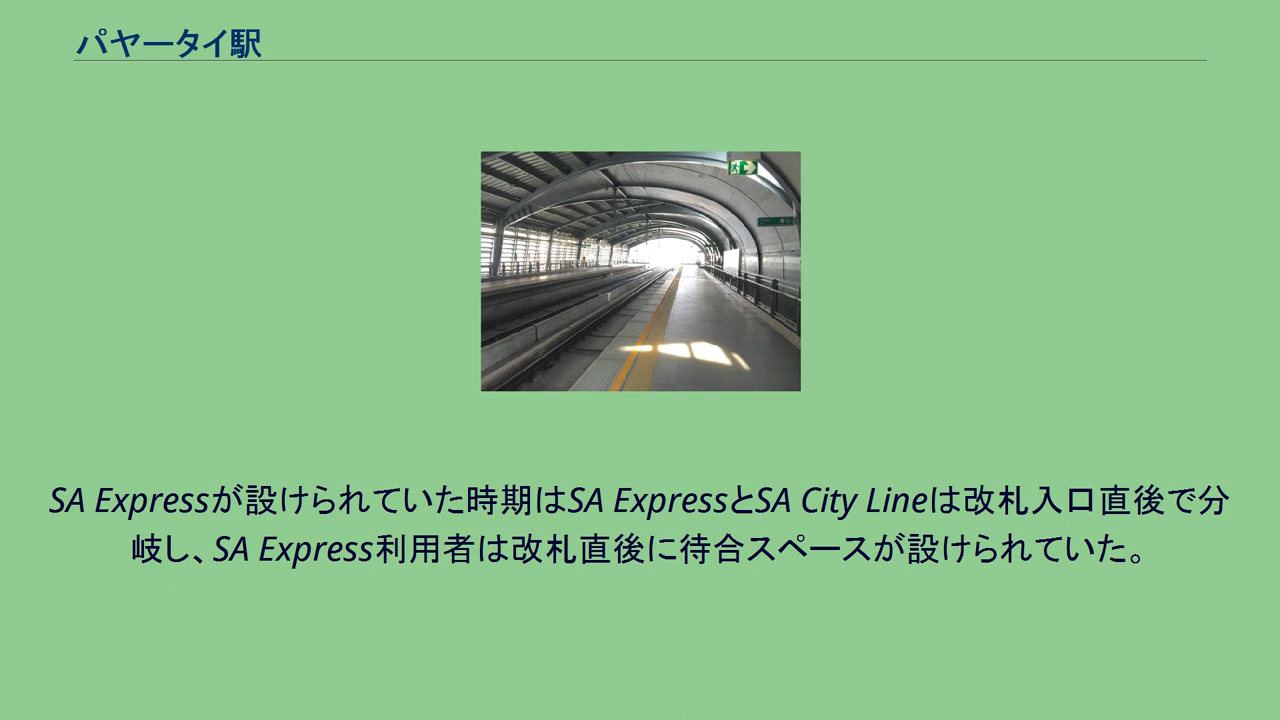 パヤータイ駅
SA Expressが設けられていた時期はSA ExpressとSA City Lineは改札入口直後で分
岐し、SA Express利用者は改札直後に待合スペースが設けられていた。